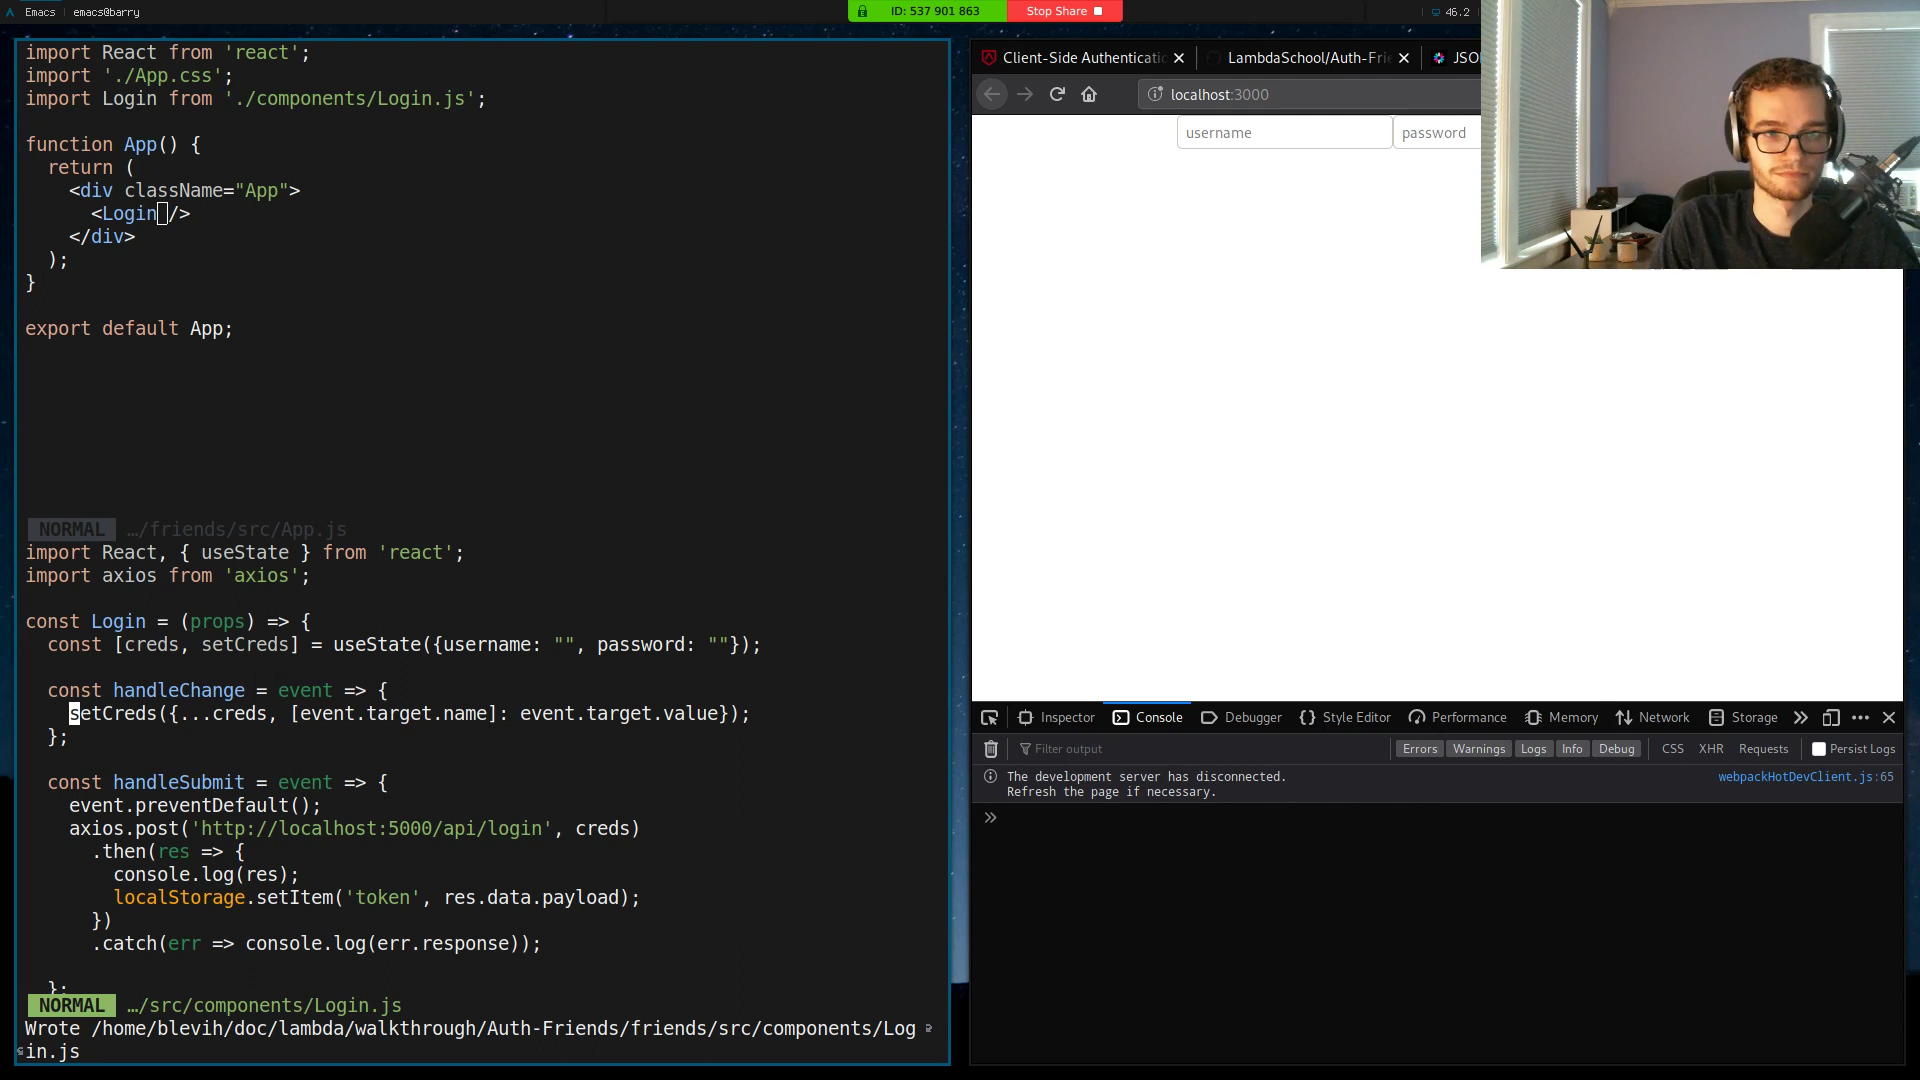 Emacs | emacs@barry
ID: 537 901 863
Stop Share
46.2
import React from 'react';
import './App.css';
import Login from './components/Login.js';
function App() {
return (
<div className="App">
<Login />
</div>
);
}
export default App;
NORMAL …/friends/src/App.js
import React, { useState } from 'react';
import axios from 'axios';
const Login = (props) => {
const [creds, setCreds] = useState({username: "", password: ""});
const handleChange = event => {
setCreds({...creds, [event.target.name]: event.target.value});
};
const handleSubmit = event => {
event.preventDefault();
axios.post('http://localhost:5000/api/login', creds)
.then(res => {
console.log(res);
localStorage.setItem('token', res.data.payload);
})
.catch(err => console.log(err.response));
};
NORMAL …/src/components/Login.js
Wrote /home/blevih/doc/lambda/walkthrough/Auth-Friends/friends/src/components/Log
in.js
Client-Side Authenticati
LambdaSchool/Auth-Frie
JSO
localhost:3000
username
password
Inspector
Console
Debugger
Style Editor
Performance
Memory
Network
Storage
Filter output
Errors
Warnings
Logs
Info
Debug
CSS
XHR
Requests
Persist Logs
The development server has disconnected.
Refresh the page if necessary.
webpackHotDevClient.js:65